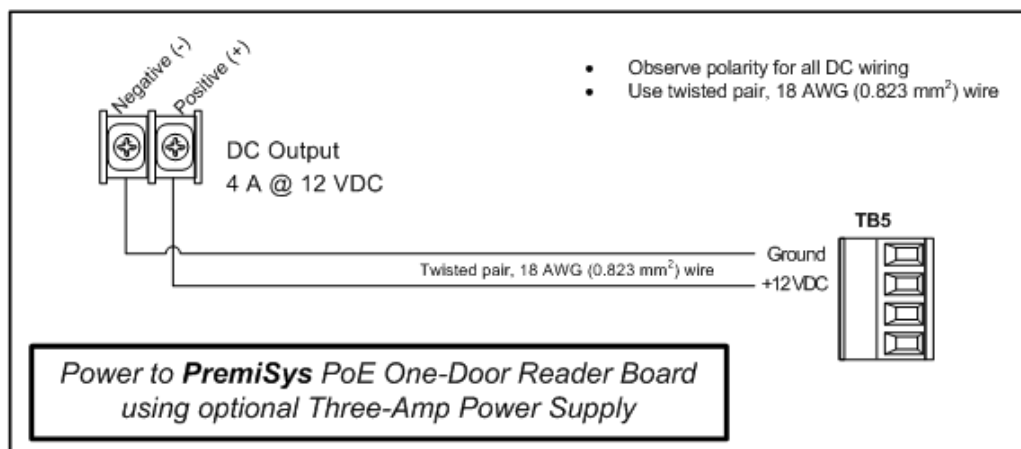 Negative (-)
Positive (+)
• Observe polarity for all DC wiring
• Use twisted pair, 18 AWG (0.823 mm²) wire
DC Output
4 A @ 12 VDC
TB5
Ground
Twisted pair, 18 AWG (0.823 mm²) wire
+12VDC
Power to PremiSys PoE One-Door Reader Board
using optional Three-Amp Power Supply